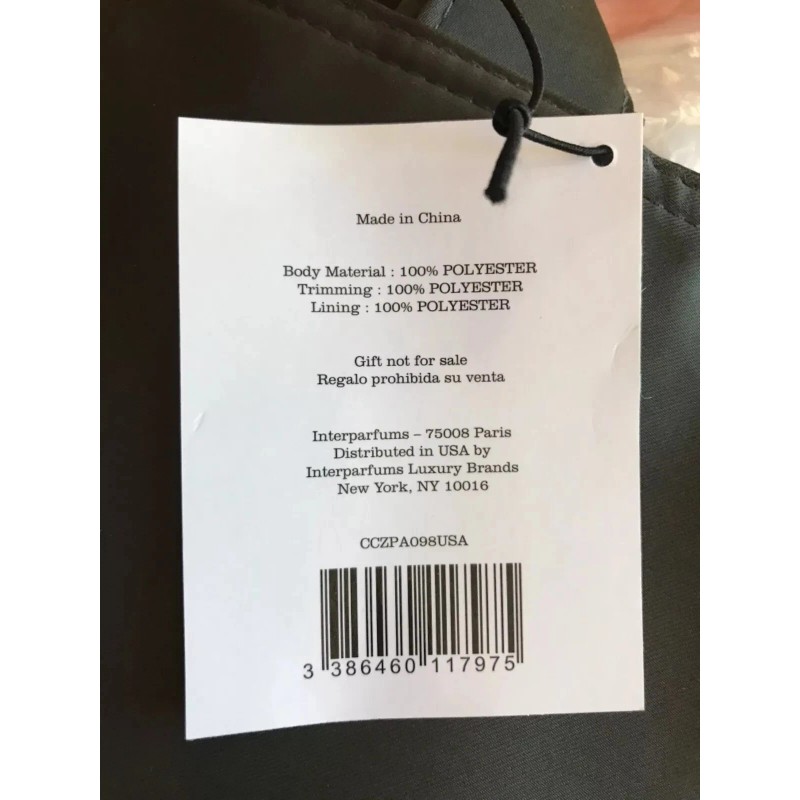 Made in China
Body Material : 100% POLYESTER
Trimming : 100% POLYESTER
Lining : 100% POLYESTER
Gift not for sale
Regalo prohibida su venta
Interparfums – 75008 Paris
Distributed in USA by
Interparfums Luxury Brands
New York, NY 10016
CCZPA098USA
3 386460 117975